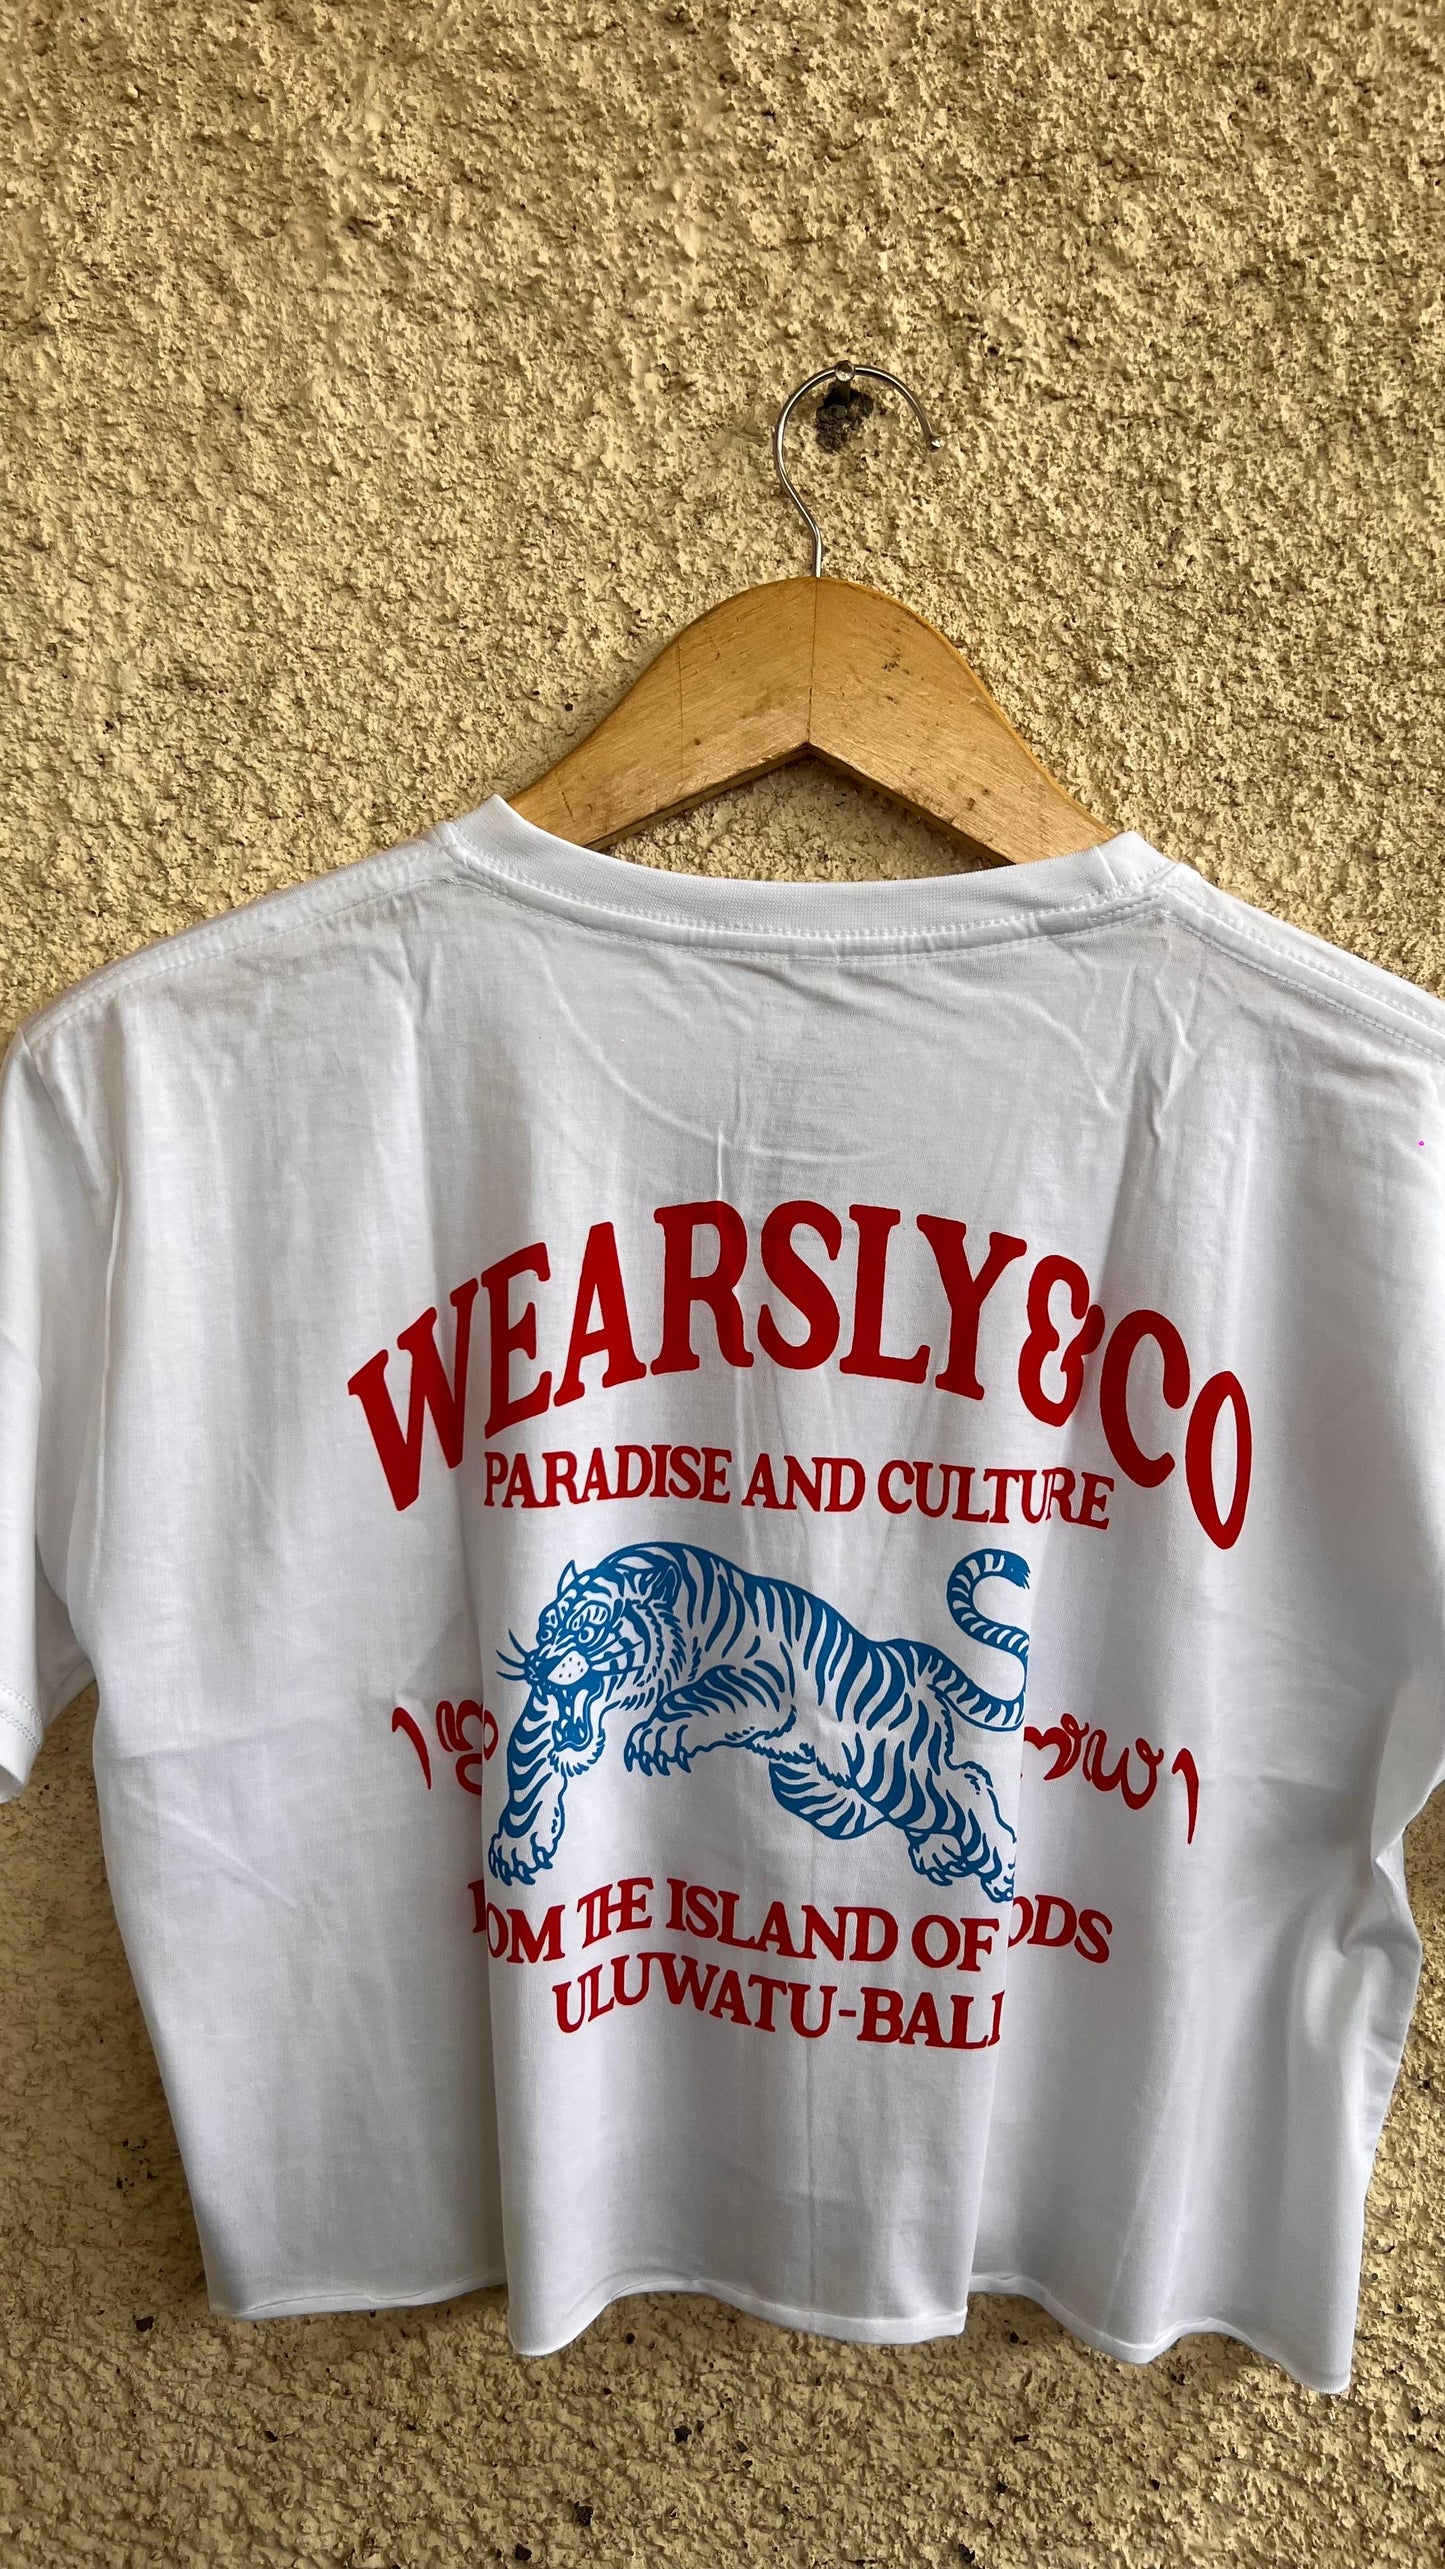 WEARSLY & CO
PARADISE AND CULTURE
OM THE ISLAND OF ODS
ULUWATU-BALI